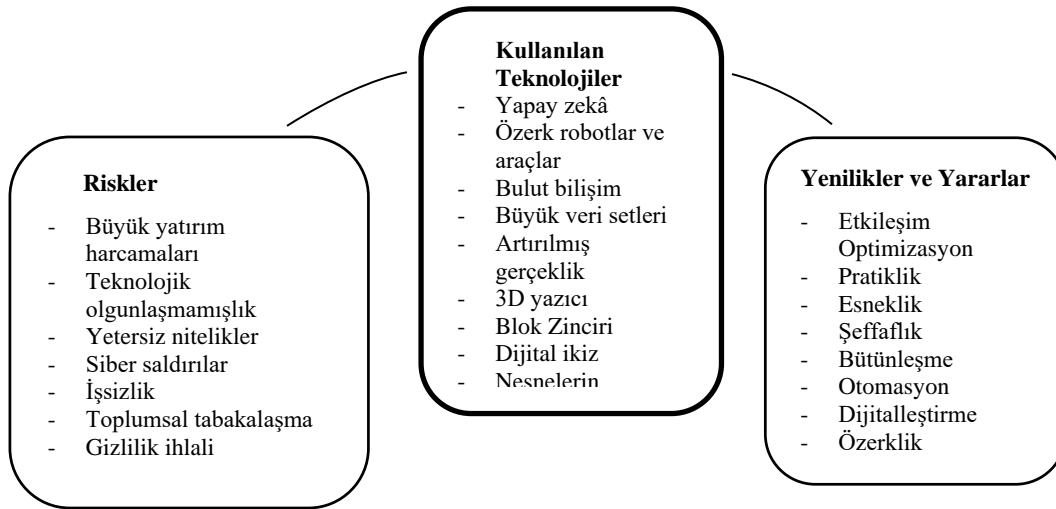 Riskler
- Büyük yatırım
harcamaları
- Teknolojik
olgunlaşmamışlık
- Yetersiz nitelikler
- Siber saldırılar
- İşsizlik
- Toplumsal tabakalaşma
- Gizlilik ihlali
Kullanılan
Teknolojiler
- Yapay zekâ
- Özerk robotlar ve
araçlar
- Bulut bilişim
- Büyük veri setleri
- Artırılmış
gerçeklik
- 3D yazıcı
- Blok Zinciri
- Dijital ikiz
- Nesnelerin
Yenilikler ve Yararlar
- Etkileşim
Optimizasyon
- Pratiklik
- Esneklik
- Şeffaflık
- Bütünleşme
- Otomasyon
- Dijitalleştirme
- Özerklik